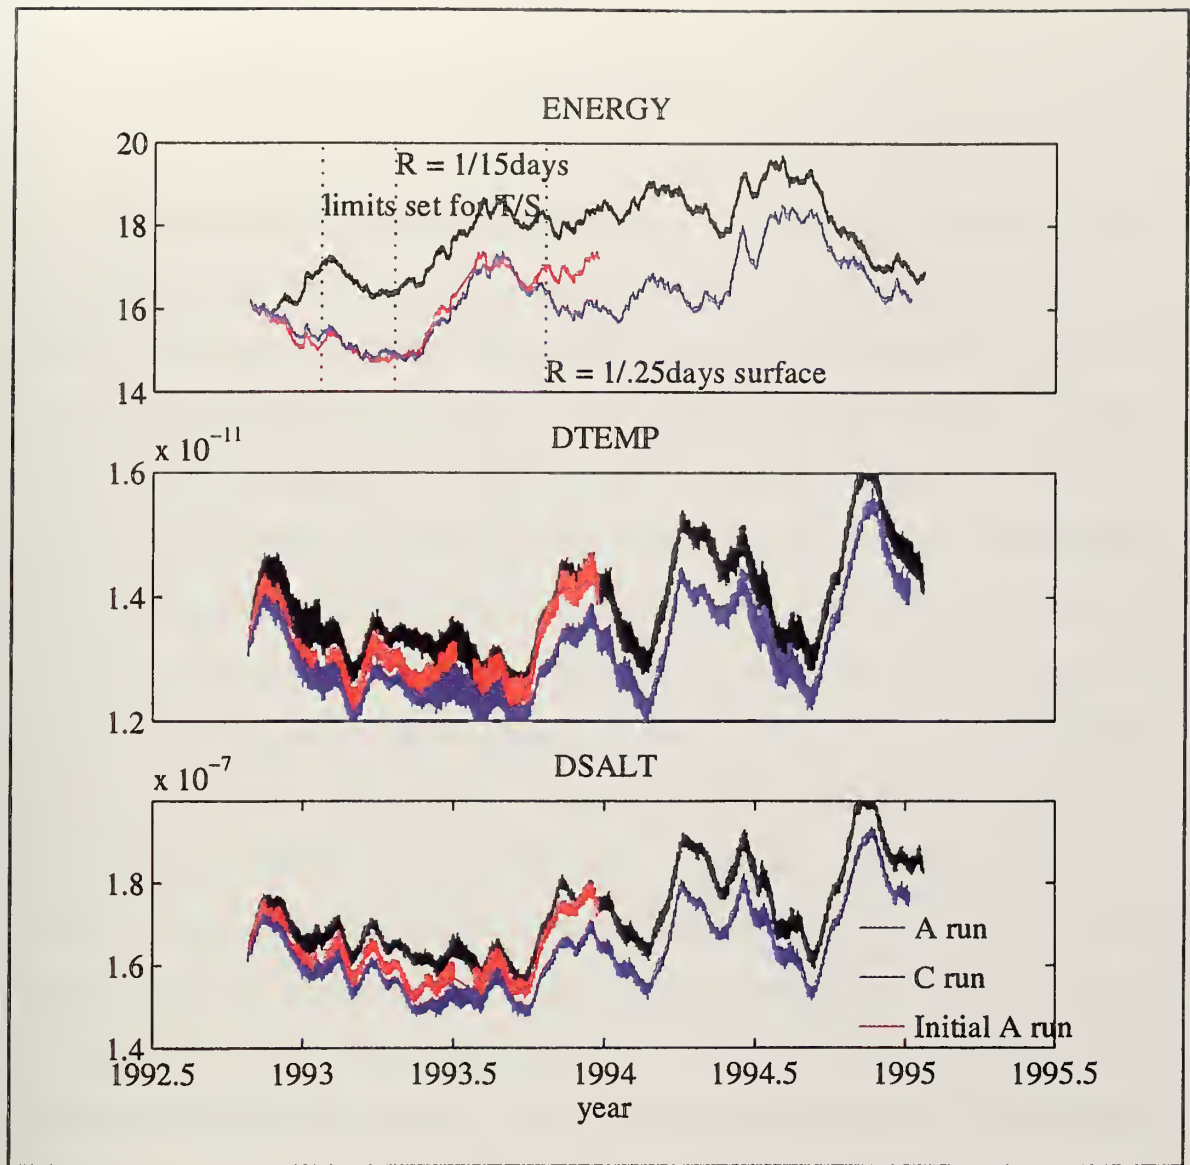 ENERGY
20
18
16
14
R = 1/15days
limits set for T/S
R = 1/.25days surface
DTEMP
x 10⁻¹¹
1.6
1.4
1.2
DSALT
x 10⁻⁷
1.8
1.6
1.4
A run
C run
Initial A run
1992.5 1993 1993.5 1994 1994.5 1995 1995.5
year